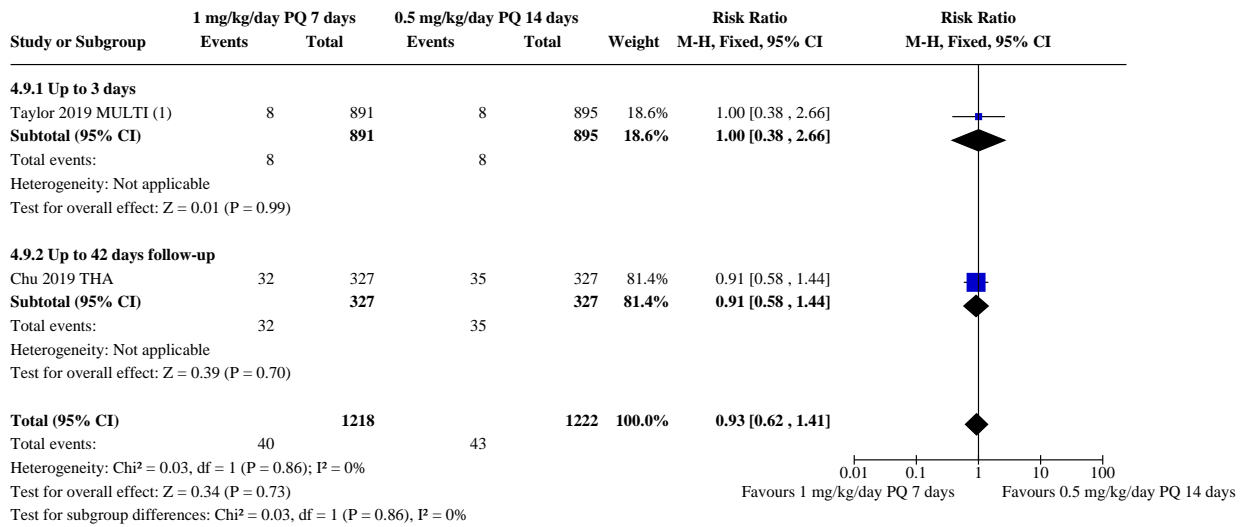 1 mg/kg/day PQ 7 days 0.5 mg/kg/day PQ 14 days Risk Ratio Risk Ratio
Study or Subgroup Events Total Events Total Weight M-H, Fixed, 95% CI M-H, Fixed, 95% CI
4.9.1 Up to 3 days
Taylor 2019 MULTI (1) 8 891 8 895 18.6% 1.00 [0.38 , 2.66]
Subtotal (95% CI) 891 895 18.6% 1.00 [0.38 , 2.66]
Total events: 8 8
Heterogeneity: Not applicable
Test for overall effect: Z = 0.01 (P = 0.99)
4.9.2 Up to 42 days follow-up
Chu 2019 THA 32 327 35 327 81.4% 0.91 [0.58 , 1.44]
Subtotal (95% CI) 327 327 81.4% 0.91 [0.58 , 1.44]
Total events: 32 35
Heterogeneity: Not applicable
Test for overall effect: Z = 0.39 (P = 0.70)
Total (95% CI) 1218 1222 100.0% 0.93 [0.62 , 1.41]
Total events: 40 43
Heterogeneity: Chi² = 0.03, df = 1 (P = 0.86); I² = 0%
0.01 0.1 1 10 100
Test for overall effect: Z = 0.34 (P = 0.73)
Favours 1 mg/kg/day PQ 7 days Favours 0.5 mg/kg/day PQ 14 days
Test for subgroup differences: Chi² = 0.03, df = 1 (P = 0.86), I² = 0%